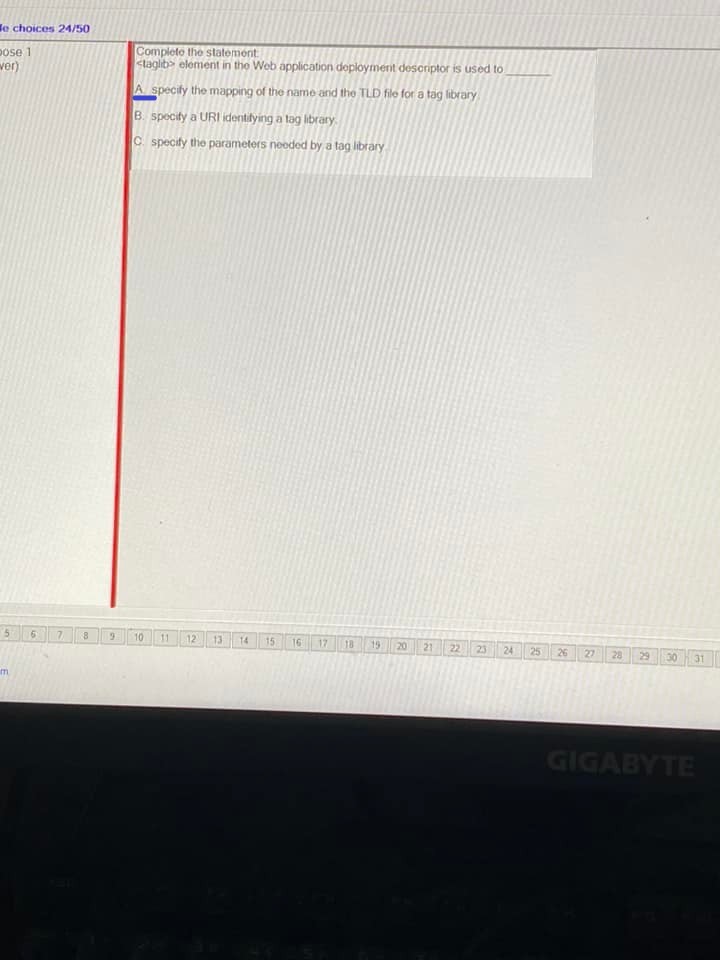 le choices 24/50
ose 1
ver)
Complete the statement:
<taglib> element in the Web application deployment descriptor is used to
A. specify the mapping of the name and the TLD file for a tag library.
B. specify a URI identifying a tag library.
C. specify the parameters needed by a tag library.
5 6 7 8 9 10 11 12 13 14 15 16 17 18 19 20 21 22 23 24 25 26 27 28 29 30 31
m
GIGABYTE